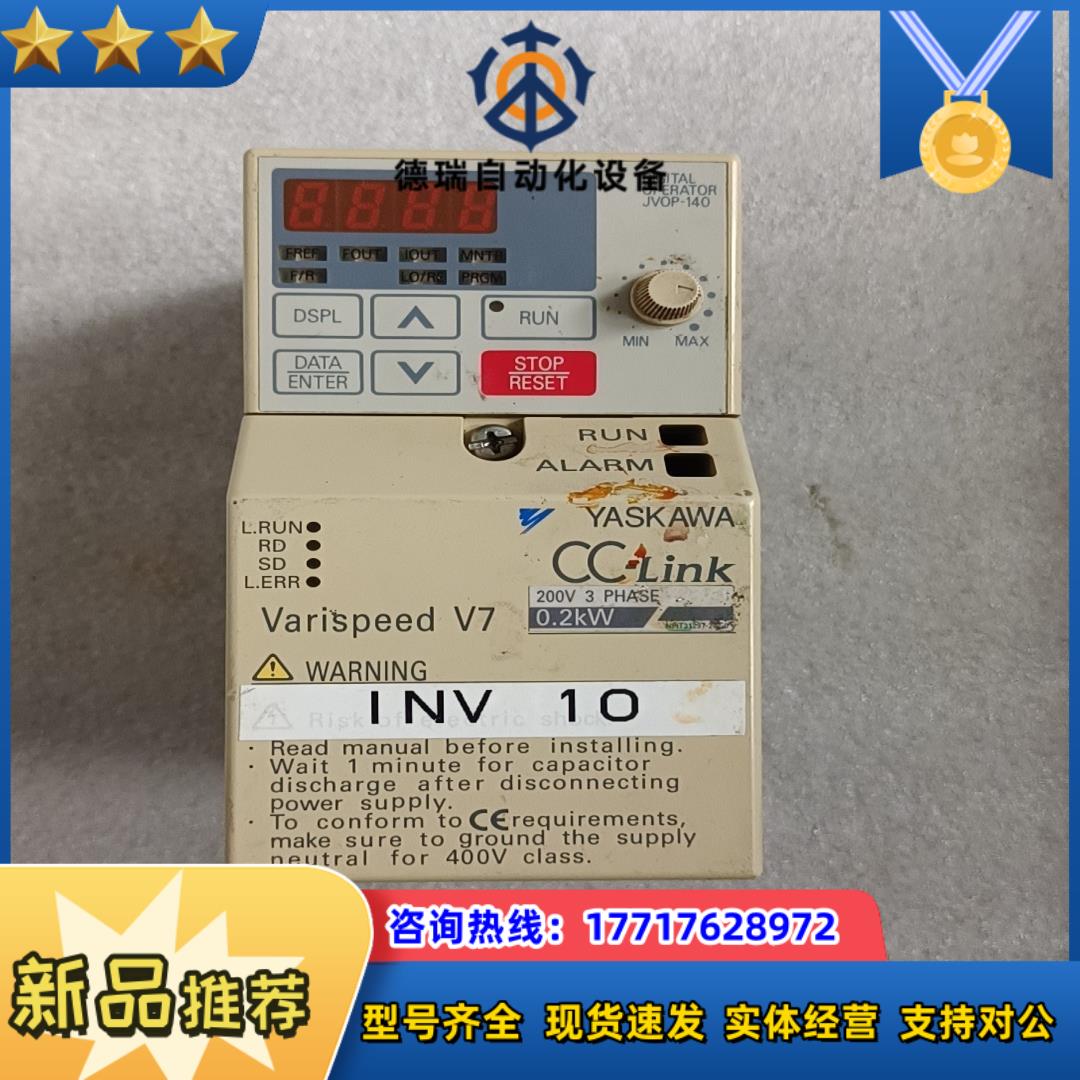 德瑞自动化设备
OPERATOR
JVOP-140
8888
FREF FOUT IOUT MNTR
F/R LO/RE PRGM
DSPL RUN
MIN MAX
DATA
ENTER
STOP
RESET
RUN
ALARM
YASKAWA
L.RUN
RD
SD
L.ERR
CC-Link
200V 3 PHASE
0.2kW
Varispeed V7
WARNING
INV 10
Risk of electric shock.
· Read manual before installing.
· Wait 1 minute for capacitor
discharge after disconnecting
power supply.
· To conform to CE requirements,
make sure to ground the supply
neutral for 400V class.
咨询热线：17717628972
新品推荐
型号齐全 现货速发 实体经营 支持对公